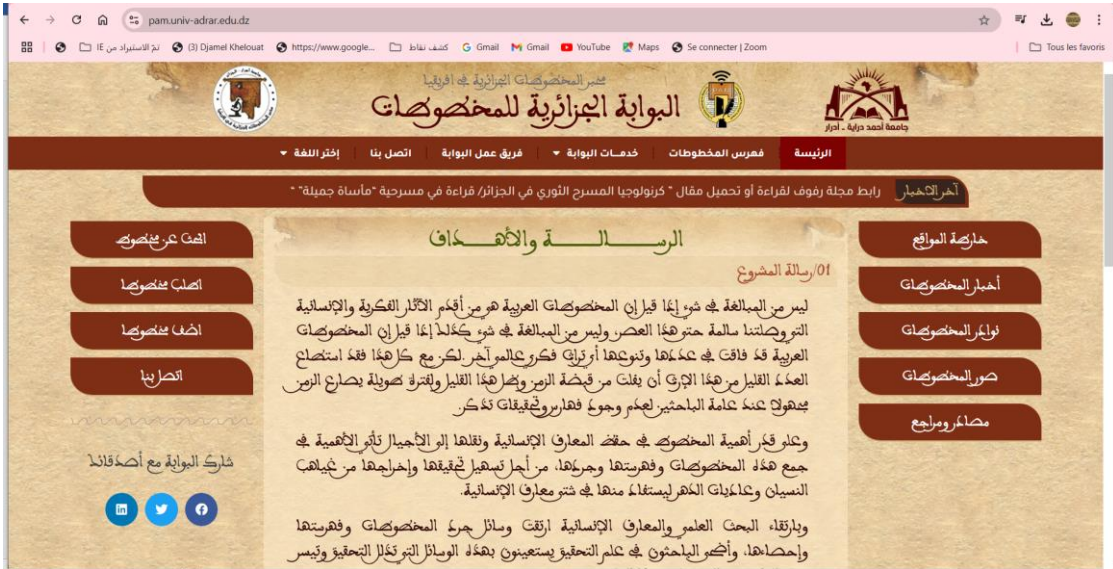 pam.univ-adrar.edu.dz
تمّ الاستيراد من IE
(3) Djamel Khelouat
https://www.google...
كشف نقاط
Gmail
Gmail
YouTube
Maps
Se connecter | Zoom
Tous les favoris
مخبر المخطوطات الجزائرية في افريقيا
البوابة الجزائرية للمخطوطات
جامعة أحمد دراية ـ أدرار
الرئيسة
فهرس المخطوطات
خدمــات البوابة
فريق عمل البوابة
اتصل بنا
إختر اللغة
آخر الاخبار
رابط مجلة رفوف لقراءة أو تحميل مقال " كرنولوجيا المسرح الثوري في الجزائر/ قراءة في مسرحية "مأساة جميلة" "
خارطة المواقع
أخبار المخطوطات
نوادر المخطوطات
صور المخطوطات
مصادر ومراجع
الرســـــالـــــــة والأهـــــداف
01/رسالة المشروع
ليس من المبالغة في شيء إذا قيل إن المخطوطات العربية هي من أقدم الآثار الفكرية والإنسانية
التي وصلتنا سالمة حتى هذا العصر، وليس من المبالغة في شيء كذلك إذا قيل إن المخطوطات
العربية قد فاقت في عددها وتنوعها أي تراث فكري عالمي آخر. لكن مع كل هذا فقد استطاع
العدد القليل من هذا الإرث أن يفلت من قبضة الزمن وظل هذا القليل ولفترة طويلة يصارع الزمن
مجهولا عند عامة الباحثين لعدم وجود فهارس وتحقيقات تذكر.
وعلى قدر أهمية المخطوط في حفظ المعارف الإنسانية ونقلها إلى الأجيال تأتي الأهمية في
جمع هذه المخطوطات وفهرستها وجردها، من أجل تسهيل تحقيقها وإخراجها من غياهب
النسيان وعاديات الدهر ليستفاد منها في شتى معارف الإنسانية.
وبارتقاء البحث العلمي والمعارف الإنسانية ارتقت وسائل جرد المخطوطات وفهرستها
وإحصاءها، وأضحى الباحثون في علم التحقيق يستعينون بهذه الوسائل التي تذلل التحقيق وتيسر
البحث عن مخطوط
اطلب مخطوطا
اضف مخطوطا
اتصل بنا
شارك البوابة مع أصدقائك